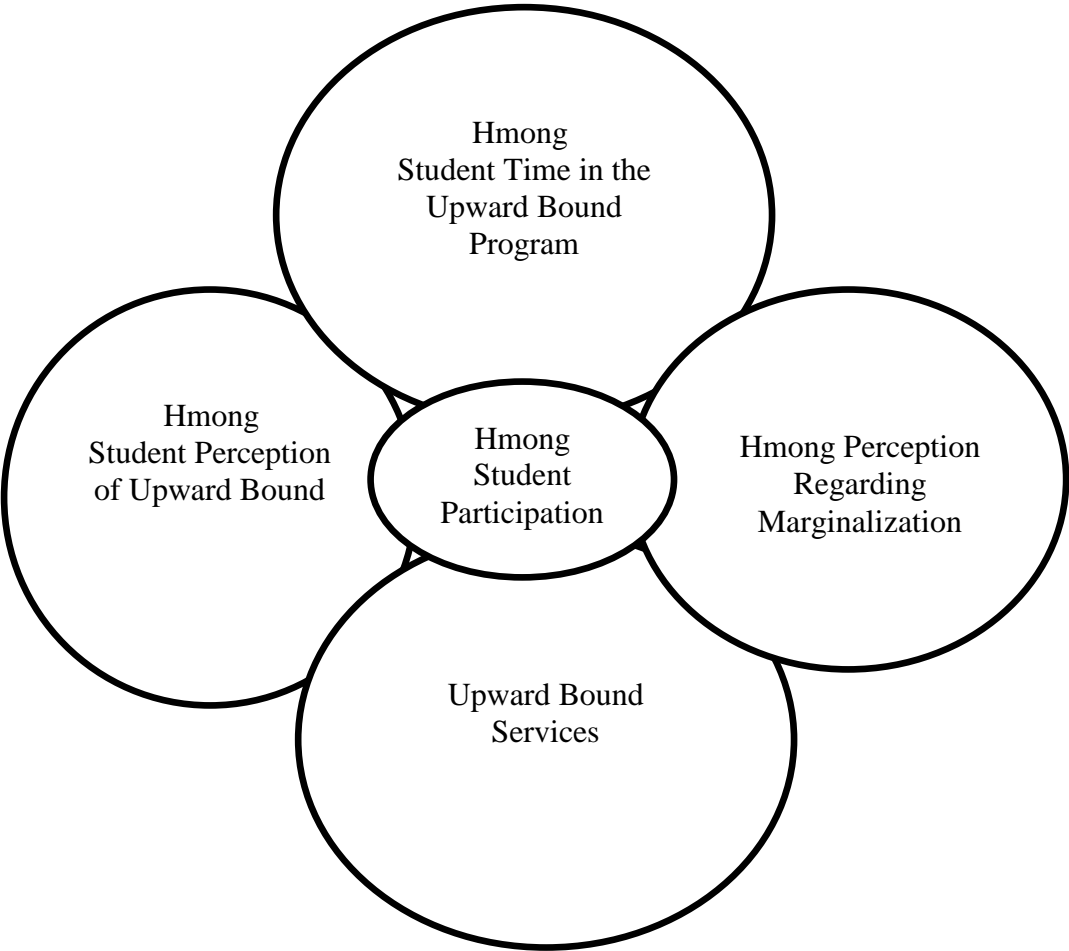 Hmong
Student Time in the
Upward Bound
Program
Hmong
Student Perception
of Upward Bound
Hmong
Student
Participation
Hmong Perception
Regarding
Marginalization
Upward Bound
Services